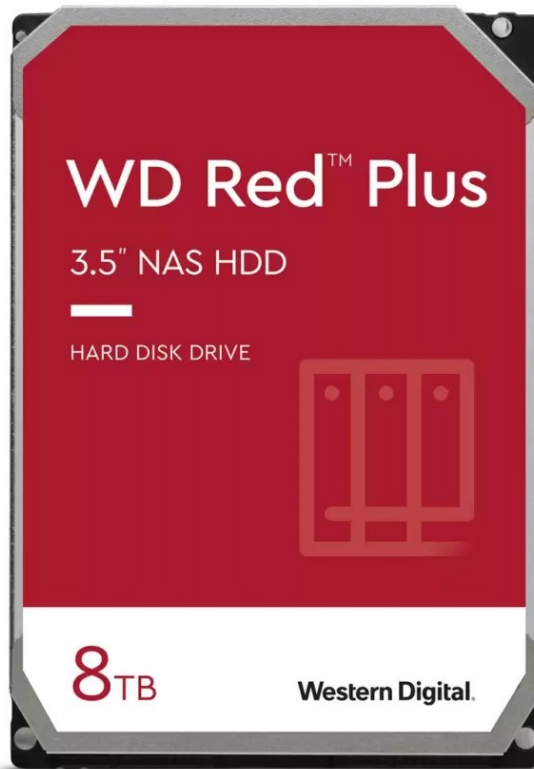 WD Red™ Plus
3.5" NAS HDD
HARD DISK DRIVE
8TB
Western Digital.